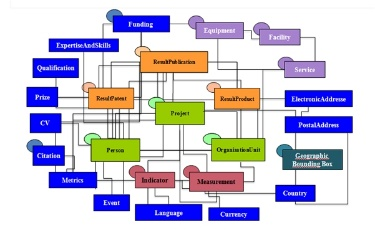 Funding
Equipment
Facility
ExpertiseAndSkills
Qualification
ResultPublication
Service
Prize
ResultPatent
ResultProduct
ElectronicAddresse
Project
CV
PostalAddress
Citation
Person
OrganisationUnit
Geographic
Bounding Box
Metrics
Indicator
Measurement
Event
Country
Language
Currency